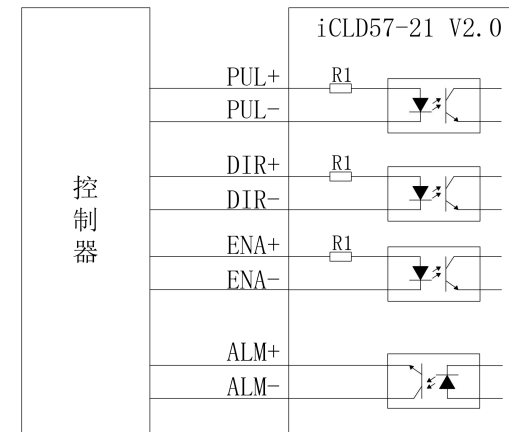 iCLD57-21 V2.0
PUL+
R1
PUL-
DIR+
R1
DIR-
控制器
ENA+
R1
ENA-
ALM+
ALM-